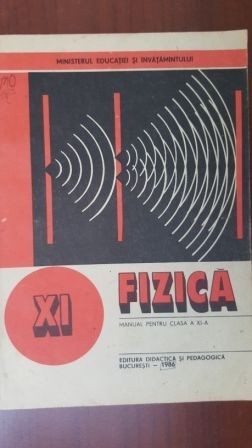 MINISTERUL EDUCAȚIEI ȘI ÎNVĂȚĂMÎNTULUI
XI
FIZICĂ
MANUAL PENTRU CLASA A XI-A
EDITURA DIDACTICĂ ȘI PEDAGOGICĂ
BUCUREȘTI – 1986